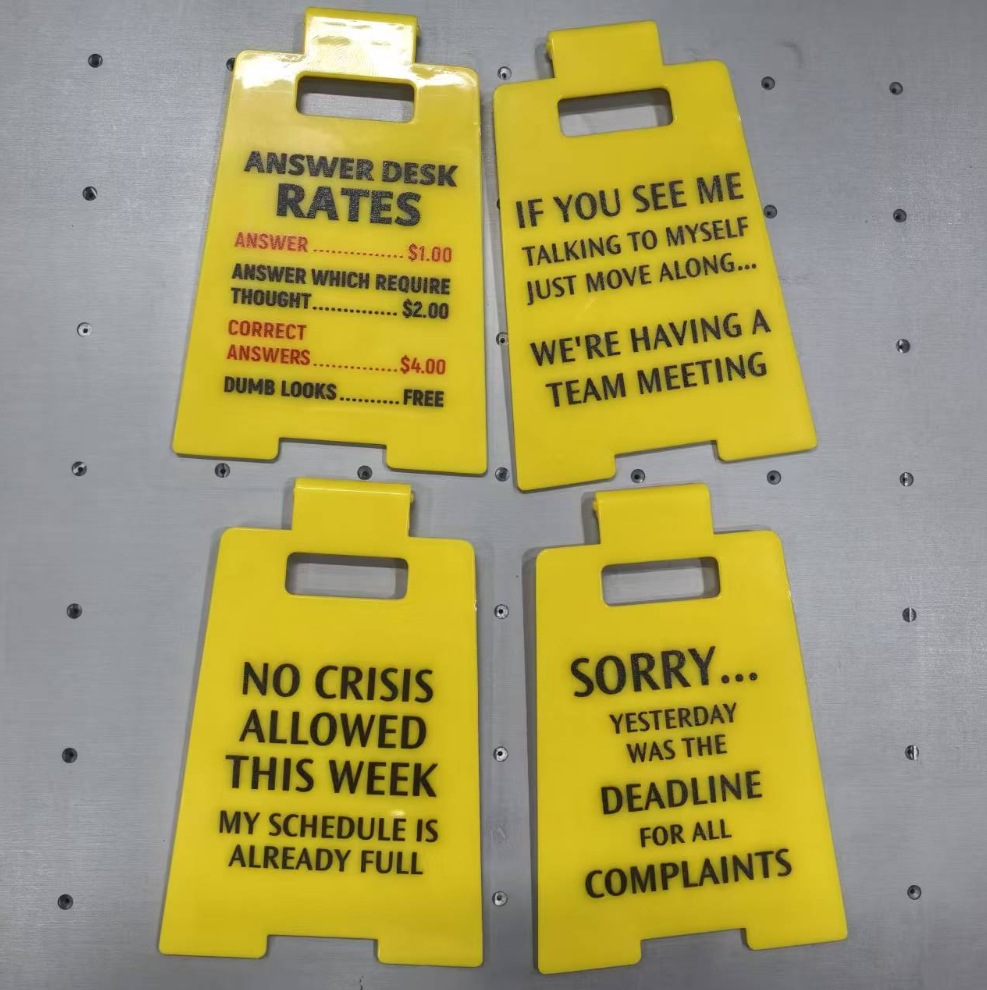 ANSWER DESK
RATES
ANSWER .............. $1.00
ANSWER WHICH REQUIRE
THOUGHT ............. $2.00
CORRECT
ANSWERS ............. $4.00
DUMB LOOKS .......... FREE
IF YOU SEE ME
TALKING TO MYSELF
JUST MOVE ALONG...
WE'RE HAVING A
TEAM MEETING
NO CRISIS
ALLOWED
THIS WEEK
MY SCHEDULE IS
ALREADY FULL
SORRY...
YESTERDAY
WAS THE
DEADLINE
FOR ALL
COMPLAINTS